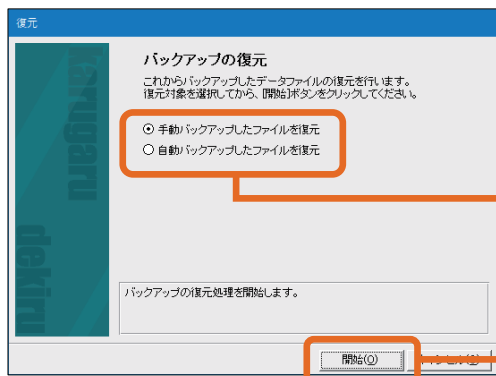 復元
karugaru
dekiru
バックアップの復元
これからバックアップしたデータファイルの復元を行います。
復元対象を選択してから、[開始]ボタンをクリックしてください。
手動バックアップしたファイルを復元
自動バックアップしたファイルを復元
バックアップの復元処理を開始します。
開始(O)